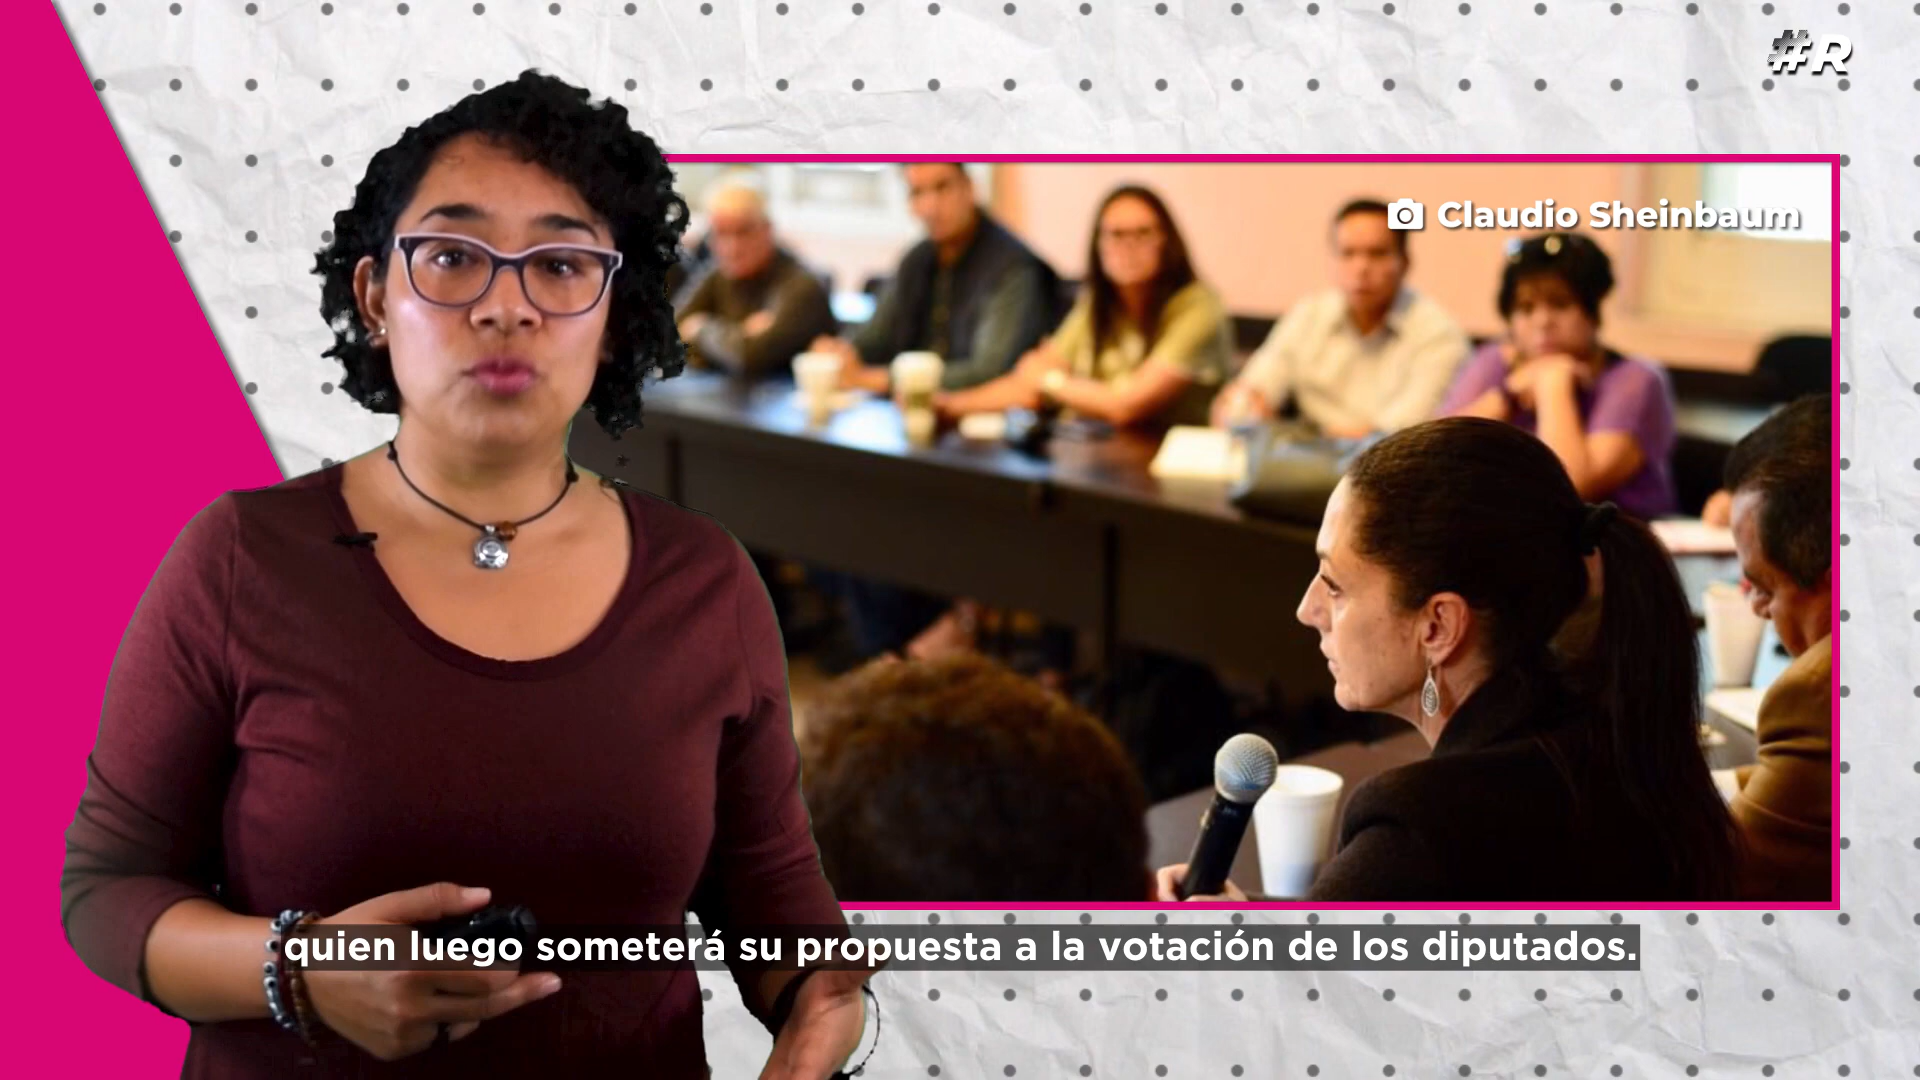 #R
Claudio Sheinbaum
quien luego someterá su propuesta a la votación de los diputados.